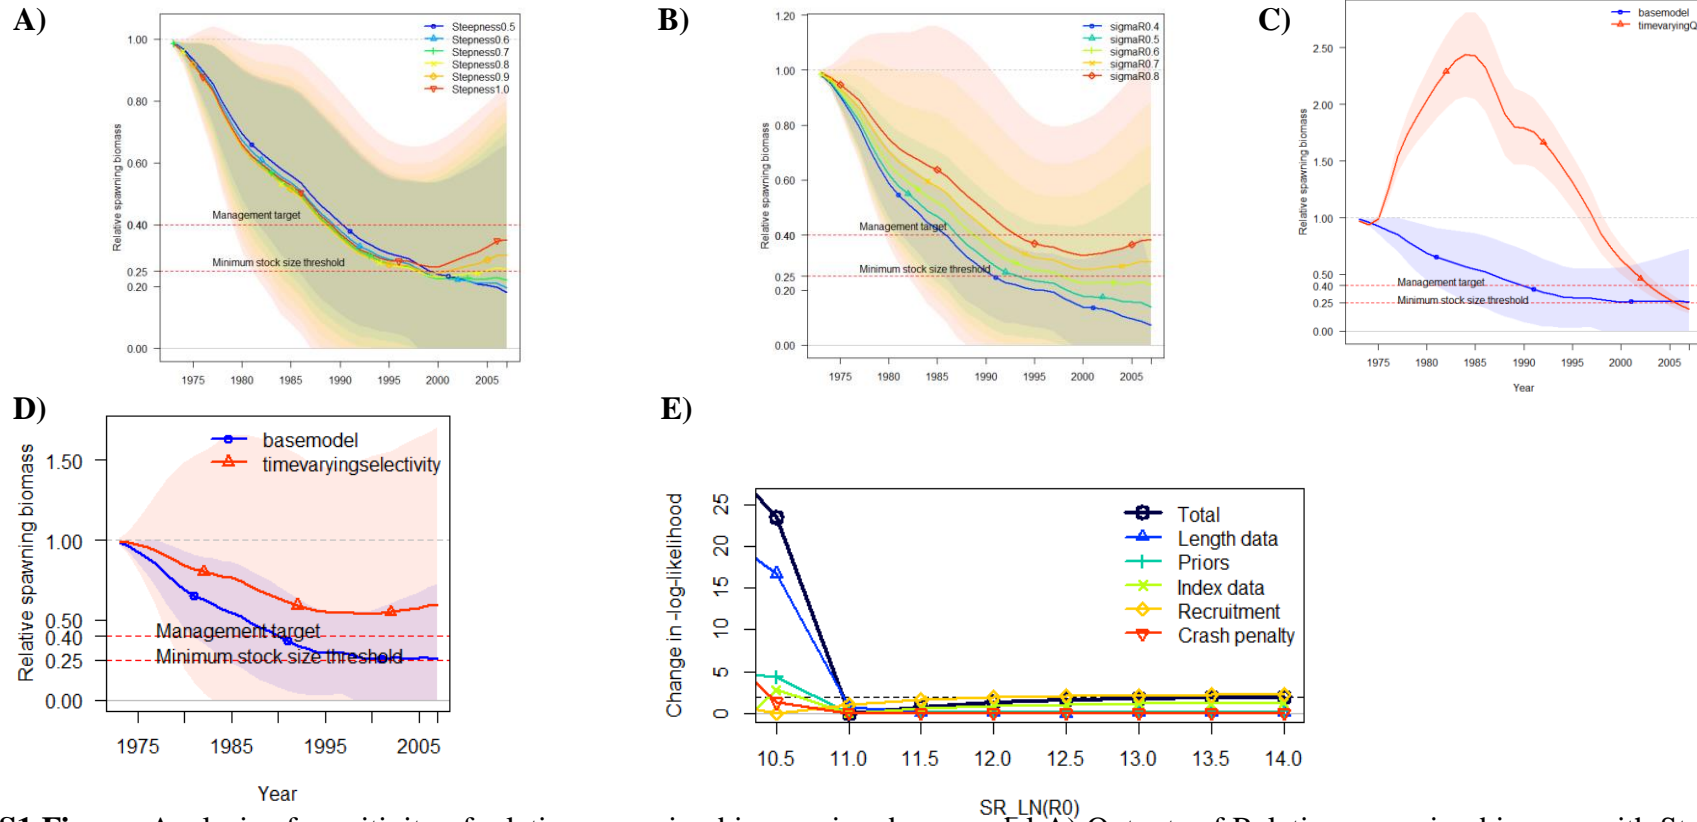 A)
Steepness0.5
Stepness0.6
Stepness0.7
Stepness0.8
Stepness0.9
Stepness1.0
1.00
0.80
0.60
0.40
0.25
0.20
0.00
Relative spawning biomass
Management target
Minimum stock size threshold
1975 1980 1985 1990 1995 2000 2005
B)
sigmaR0.4
sigmaR0.5
sigmaR0.6
sigmaR0.7
sigmaR0.8
1.20
1.00
0.80
0.60
0.40
0.25
0.20
0.00
Relative spawning biomass
Management target
Minimum stock size threshold
1975 1980 1985 1990 1995 2000 2005
C)
basemodel
timevaryingQ
2.50
2.00
1.50
1.00
0.50
0.40
0.25
0.00
Relative spawning biomass
Management target
Minimum stock size threshold
1975 1980 1985 1990 1995 2000 2005
Year
D)
basemodel
timevaryingselectivity
1.50
1.00
0.50
0.40
0.25
0.00
Relative spawning biomass
Management target
Minimum stock size threshold
1975 1985 1995 2005
Year
E)
Total
Length data
Priors
Index data
Recruitment
Crash penalty
25
20
15
10
5
0
Change in -log-likelihood
10.5 11.0 11.5 12.0 12.5 13.0 13.5 14.0
SR_LN(R0)